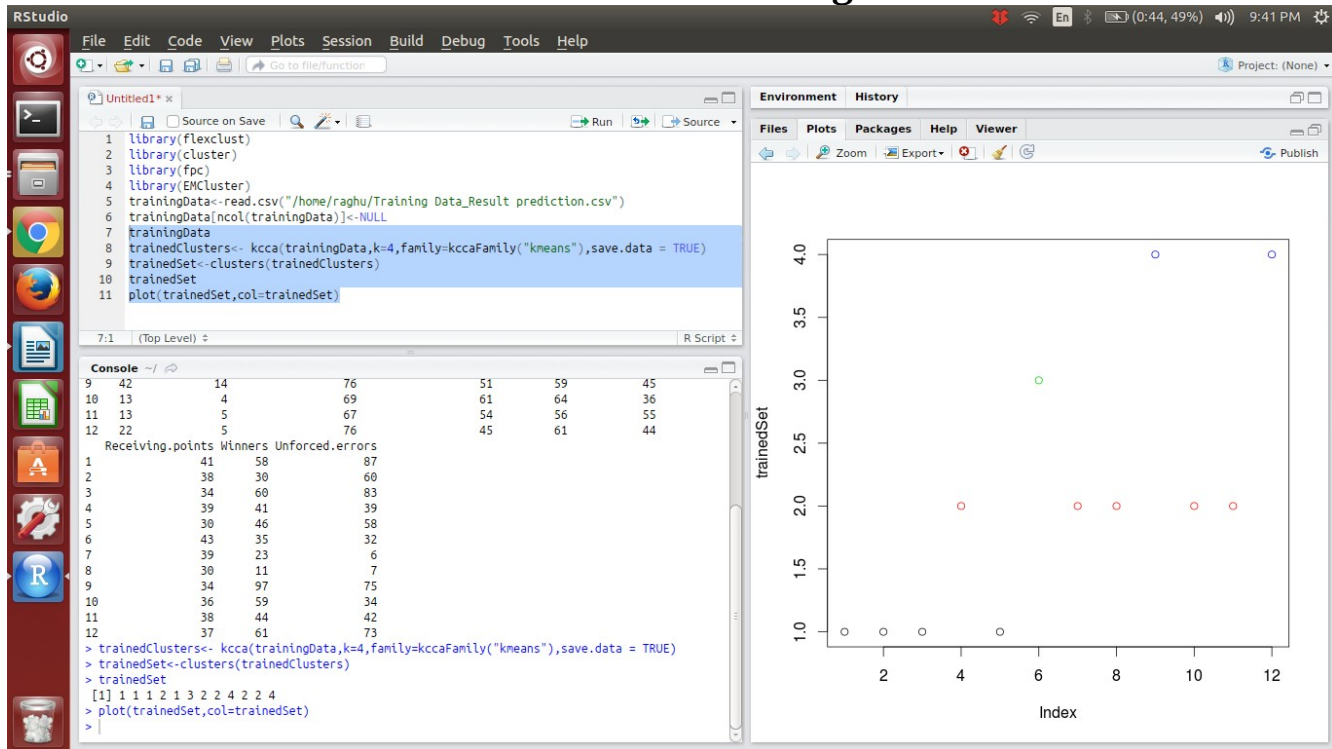 RStudio
En
(0:44, 49%)
9:41 PM
File Edit Code View Plots Session Build Debug Tools Help
Go to file/function
Project: (None)
Untitled1* ×
Source on Save
Run
Source
1 library(flexclust)
2 library(cluster)
3 library(fpc)
4 library(EMCluster)
5 trainingData<-read.csv("/home/raghu/Training Data_Result prediction.csv")
6 trainingData[ncol(trainingData)]<-NULL
7 trainingData
8 trainedClusters<- kcca(trainingData,k=4,family=kccaFamily("kmeans"),save.data = TRUE)
9 trainedSet<-clusters(trainedClusters)
10 trainedSet
11 plot(trainedSet,col=trainedSet)
7:1 (Top Level) R Script
Console ~/
9 42 14 76 51 59 45
10 13 4 69 61 64 36
11 13 5 67 54 56 55
12 22 5 76 45 61 44
Receiving.points Winners Unforced.errors
1 41 58 87
2 38 30 60
3 34 60 83
4 39 41 39
5 30 46 58
6 43 35 32
7 39 23 6
8 30 11 7
9 34 97 75
10 36 59 34
11 38 44 42
12 37 61 73
> trainedClusters<- kcca(trainingData,k=4,family=kccaFamily("kmeans"),save.data = TRUE)
> trainedSet<-clusters(trainedClusters)
> trainedSet
[1] 1 1 1 2 1 3 2 2 4 2 2 4
> plot(trainedSet,col=trainedSet)
>
Environment History
Files Plots Packages Help Viewer
Zoom Export Publish
4.0
3.5
3.0
2.5
2.0
1.5
1.0
trainedSet
2 4 6 8 10 12
Index